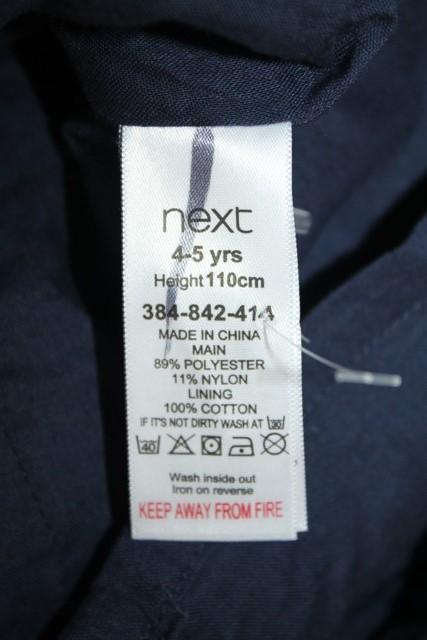 next
4-5 yrs
Height 110cm
384-842-414
MADE IN CHINA
MAIN
89% POLYESTER
11% NYLON
LINING
100% COTTON
IF IT'S NOT DIRTY WASH AT 30
40
Wash inside out
Iron on reverse
KEEP AWAY FROM FIRE